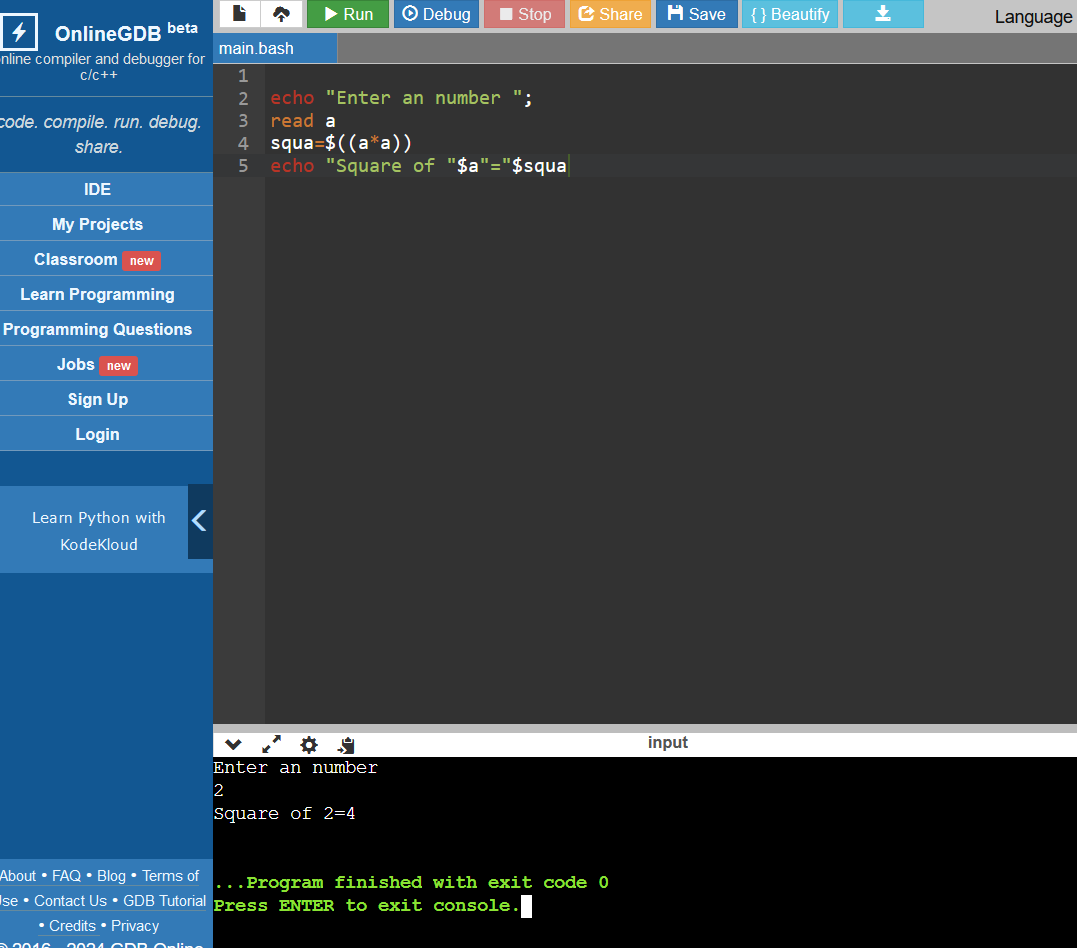 OnlineGDB beta
nline compiler and debugger for
c/c++
code. compile. run. debug.
share.
IDE
My Projects
Classroom new
Learn Programming
Programming Questions
Jobs new
Sign Up
Login
Learn Python with
KodeKloud
About • FAQ • Blog • Terms of
Use • Contact Us • GDB Tutorial
• Credits • Privacy
© 2016 - 2024 GDB Online
Run Debug Stop Share Save { } Beautify Language
main.bash
1
2 echo "Enter an number ";
3 read a
4 squa=$((a*a))
5 echo "Square of "$a"="$squa
input
Enter an number
2
Square of 2=4
...Program finished with exit code 0
Press ENTER to exit console.